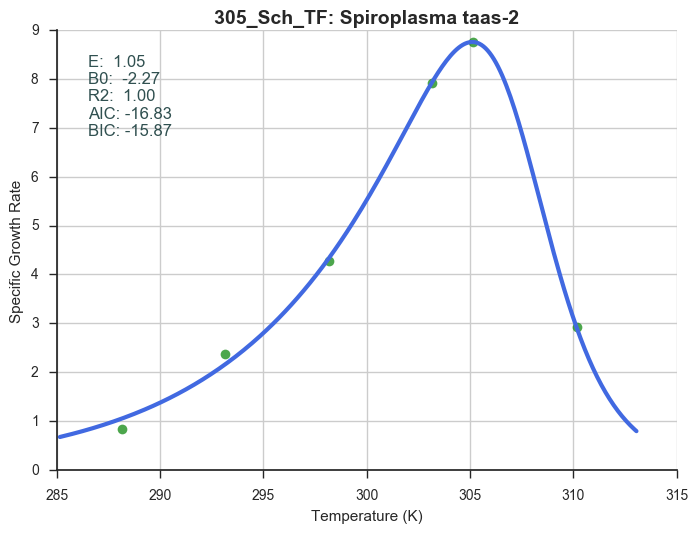 305_Sch_TF: Spiroplasma taas-2
E:  1.05
B0:  -2.27
R2:  1.00
AIC: -16.83
BIC: -15.87
Specific Growth Rate
9
8
7
6
5
4
3
2
1
0
285 290 295 300 305 310 315
Temperature (K)